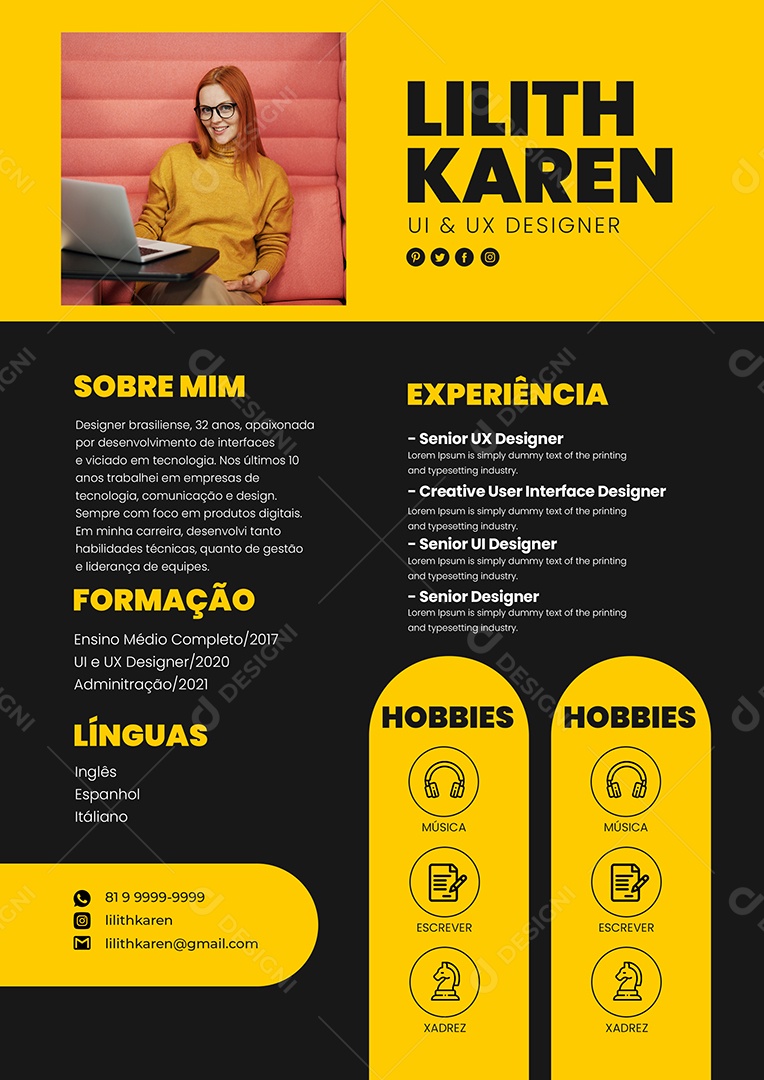 LILITH
KAREN
UI & UX DESIGNER
SOBRE MIM
Designer brasiliense, 32 anos, apaixonada
por desenvolvimento de interfaces
e viciado em tecnologia. Nos últimos 10
anos trabalhei em empresas de
tecnologia, comunicação e design.
Sempre com foco em produtos digitais.
Em minha carreira, desenvolvi tanto
habilidades técnicas, quanto de gestão
e liderança de equipes.
FORMAÇÃO
Ensino Médio Completo/2017
UI e UX Designer/2020
Adminitração/2021
LÍNGUAS
Inglês
Espanhol
Itáliano
81 9 9999-9999
lilithkaren
lilithkaren@gmail.com
EXPERIÊNCIA
- Senior UX Designer
Lorem Ipsum is simply dummy text of the printing
and typesetting industry.
- Creative User Interface Designer
Lorem Ipsum is simply dummy text of the printing
and typesetting industry.
- Senior UI Designer
Lorem Ipsum is simply dummy text of the printing
and typesetting industry.
- Senior Designer
Lorem Ipsum is simply dummy text of the printing
and typesetting industry.
HOBBIES
MÚSICA
ESCREVER
XADREZ
HOBBIES
MÚSICA
ESCREVER
XADREZ
DESIGNI